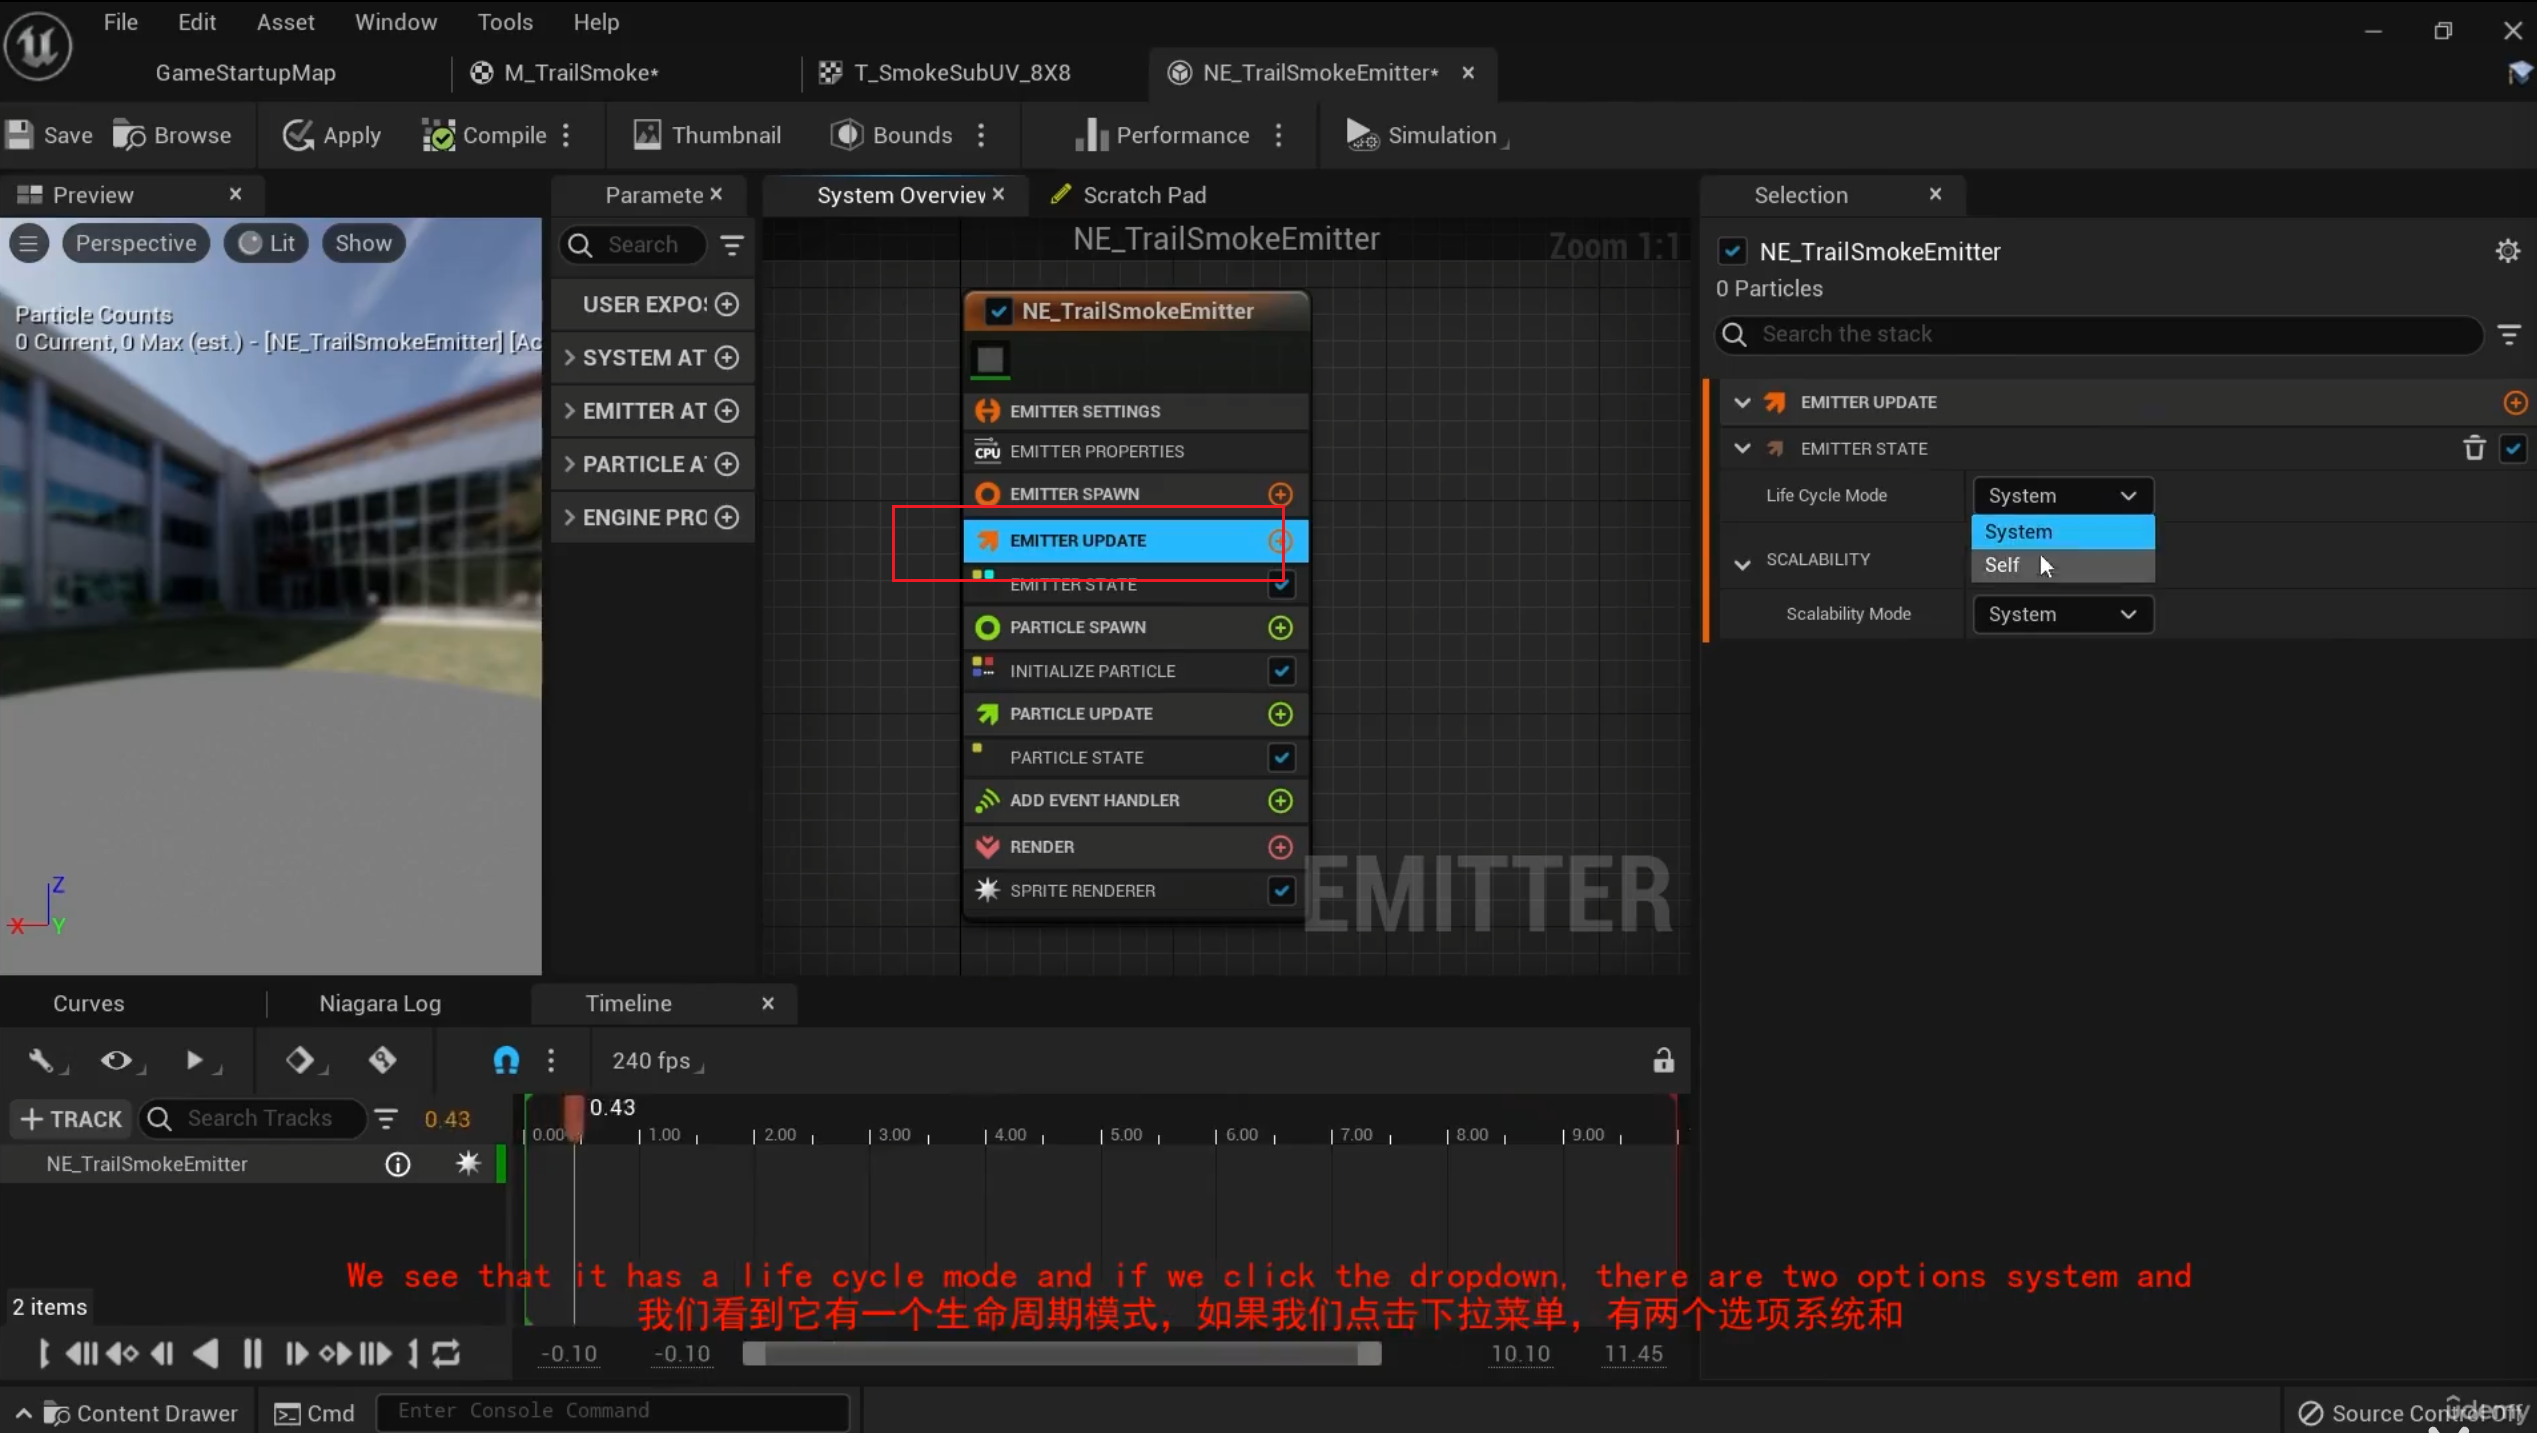 File Edit Asset Window Tools Help
GameStartupMap M_TrailSmoke* T_SmokeSubUV_8X8 NE_TrailSmokeEmitter*
Save Browse Apply Compile Thumbnail Bounds Performance Simulation
Preview
Perspective Lit Show
Particle Counts
0 Current, 0 Max (est.) - [NE_TrailSmokeEmitter] [Ac
Z
X Y
Paramete
Search
USER EXPO
SYSTEM AT
EMITTER AT
PARTICLE A
ENGINE PRO
System Overview Scratch Pad
NE_TrailSmokeEmitter Zoom 1:1
NE_TrailSmokeEmitter
EMITTER SETTINGS
CPU EMITTER PROPERTIES
EMITTER SPAWN
EMITTER UPDATE
EMITTER STATE
PARTICLE SPAWN
INITIALIZE PARTICLE
PARTICLE UPDATE
PARTICLE STATE
ADD EVENT HANDLER
RENDER
SPRITE RENDERER
EMITTER
Selection
NE_TrailSmokeEmitter
0 Particles
Search the stack
EMITTER UPDATE
EMITTER STATE
Life Cycle Mode System
System
Self
SCALABILITY
Scalability Mode System
Curves Niagara Log Timeline
240 fps
TRACK Search Tracks 0.43
0.43
0.00 1.00 2.00 3.00 4.00 5.00 6.00 7.00 8.00 9.00
NE_TrailSmokeEmitter
We see that it has a life cycle mode and if we click the dropdown, there are two options system and
我们看到它有一个生命周期模式，如果我们点击下拉菜单，有两个选项系统和
2 items
-0.10 -0.10 10.10 11.45
Content Drawer Cmd Enter Console Command
Source Control Off
ûdemy